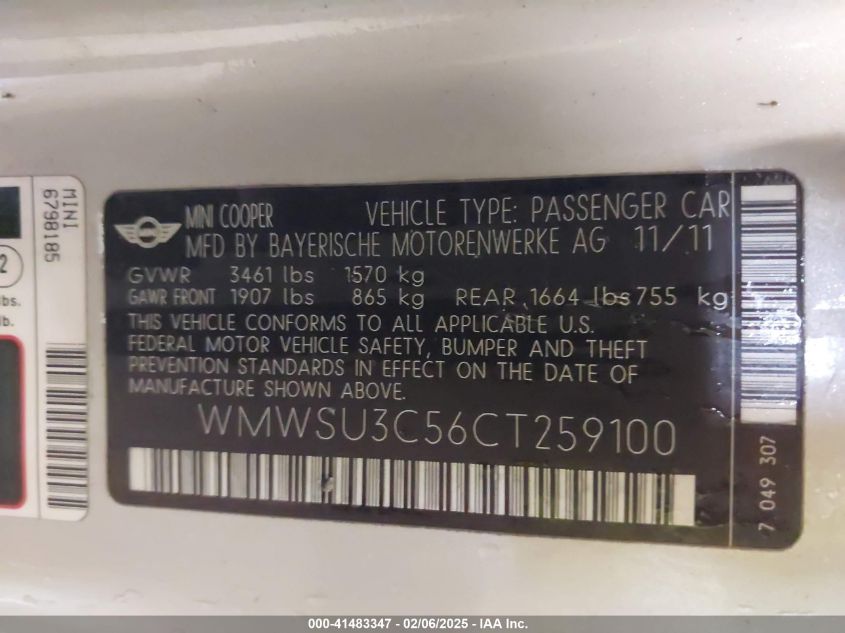 MINI
6798185
2
lbs.
lb.
MINI COOPER VEHICLE TYPE: PASSENGER CAR
MFD BY BAYERISCHE MOTORENWERKE AG 11/11
GVWR 3461 lbs 1570 kg
GAWR FRONT 1907 lbs 865 kg REAR 1664 lbs 755 kg
THIS VEHICLE CONFORMS TO ALL APPLICABLE U.S.
FEDERAL MOTOR VEHICLE SAFETY, BUMPER AND THEFT
PREVENTION STANDARDS IN EFFECT ON THE DATE OF
MANUFACTURE SHOWN ABOVE.
WMWSU3C56CT259100
7 049 307
000-41483347 - 02/06/2025 - IAA Inc.